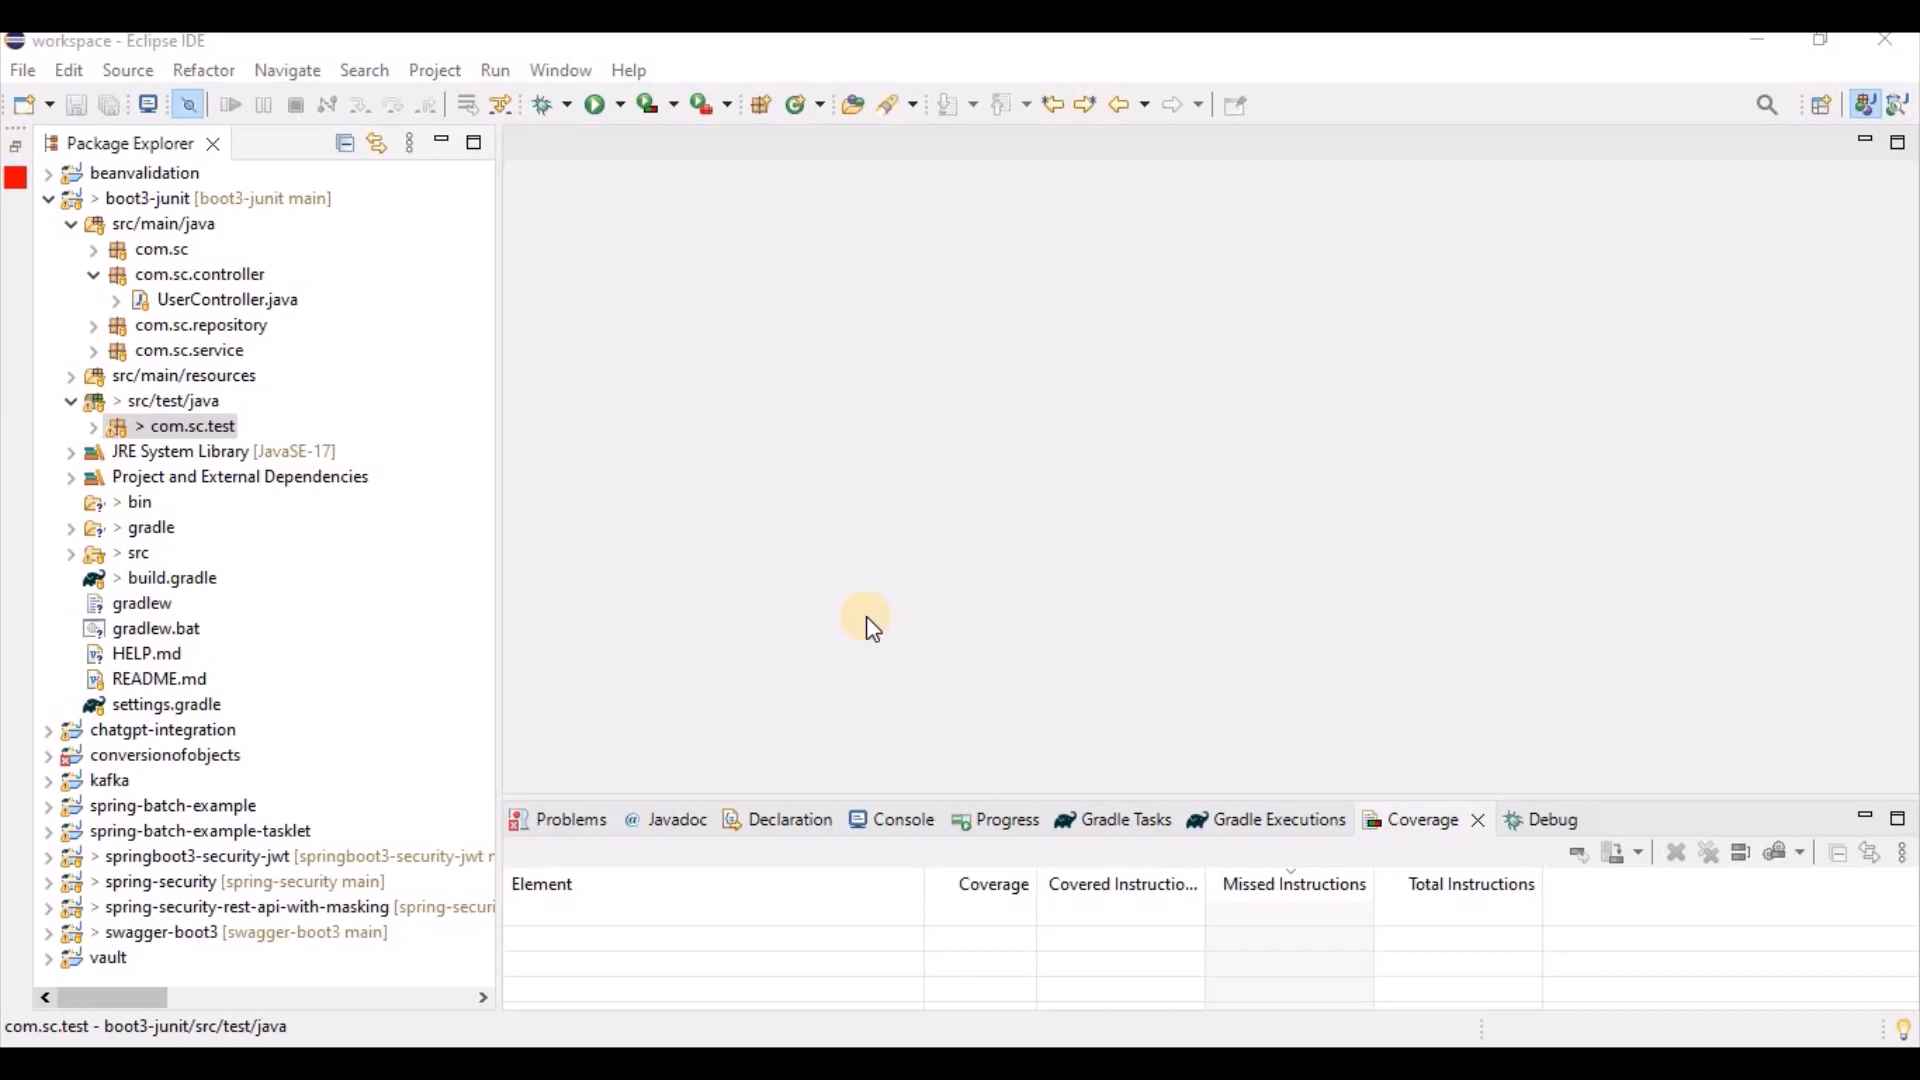 workspace - Eclipse IDE
File Edit Source Refactor Navigate Search Project Run Window Help
Package Explorer
beanvalidation
> boot3-junit [boot3-junit main]
src/main/java
com.sc
com.sc.controller
UserController.java
com.sc.repository
com.sc.service
src/main/resources
> src/test/java
> com.sc.test
JRE System Library [JavaSE-17]
Project and External Dependencies
> bin
> gradle
> src
> build.gradle
gradlew
gradlew.bat
HELP.md
README.md
settings.gradle
chatgpt-integration
conversionofobjects
kafka
spring-batch-example
spring-batch-example-tasklet
> springboot3-security-jwt [springboot3-security-jwt r
> spring-security [spring-security main]
> spring-security-rest-api-with-masking [spring-securi
> swagger-boot3 [swagger-boot3 main]
vault
Problems @ Javadoc Declaration Console Progress Gradle Tasks Gradle Executions Coverage Debug
Element Coverage Covered Instructio... Missed Instructions Total Instructions
com.sc.test - boot3-junit/src/test/java